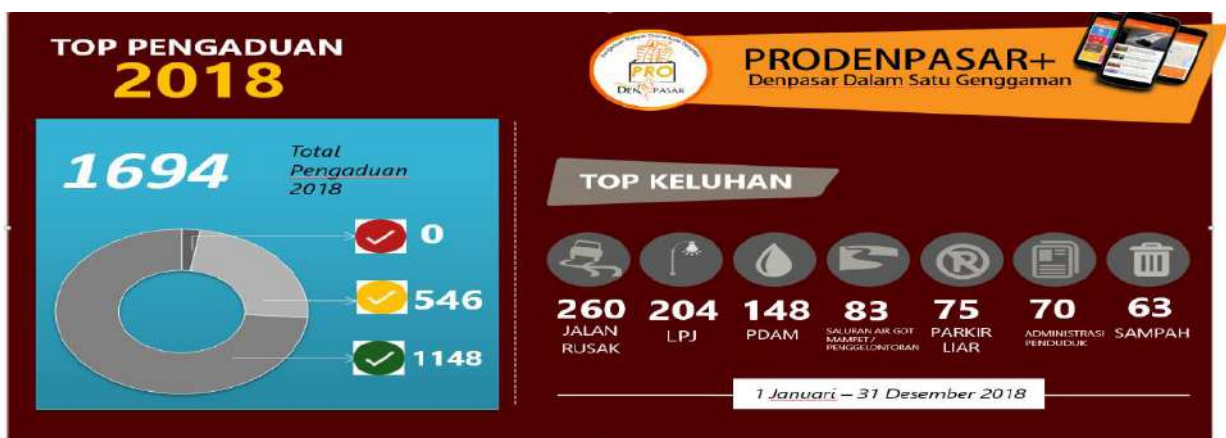 TOP PENGADUAN
2018
1694
Total
Pengaduan
2018
0
546
1148
PRO
DENPASAR
PRODENPASAR+
Denpasar Dalam Satu Genggaman
TOP KELUHAN
260
JALAN
RUSAK
204
LPJ
148
PDAM
83
SALURAN AIR GOT
MAMPET /
PENGGELONTORAN
75
PARKIR
LIAR
70
ADMINISTRASI
PENDUDUK
63
SAMPAH
1 Januari – 31 Desember 2018